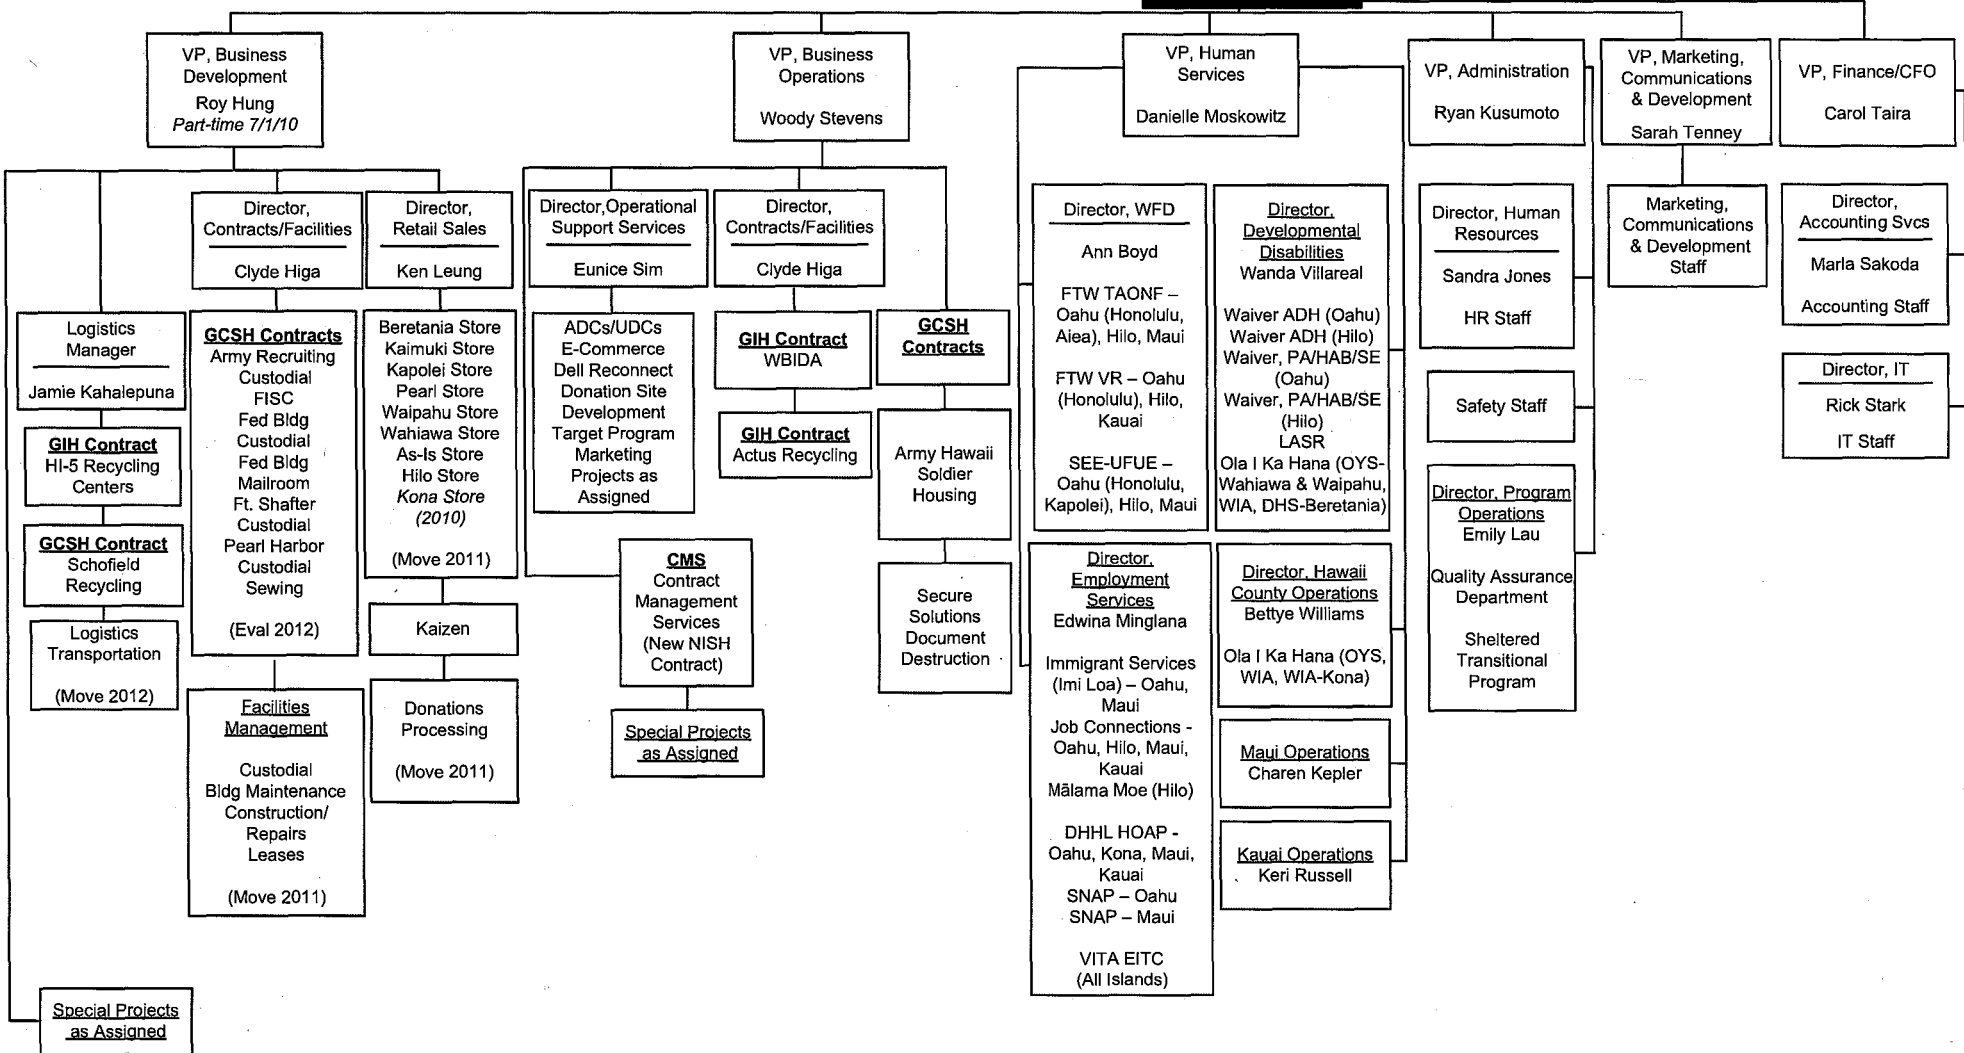 VP, Business
Development
Roy Hung
Part-time 7/1/10
VP, Business
Operations
Woody Stevens
VP, Human
Services
Danielle Moskowitz
VP, Administration
Ryan Kusumoto
VP, Marketing,
Communications
& Development
Sarah Tenney
VP, Finance/CFO
Carol Taira
Director,
Contracts/Facilities
Clyde Higa
Director,
Retail Sales
Ken Leung
Director,Operational
Support Services
Eunice Sim
Director,
Contracts/Facilities
Clyde Higa
Logistics
Manager
Jamie Kahalepuna
GIH Contract
HI-5 Recycling
Centers
GCSH Contract
Schofield
Recycling
Logistics
Transportation
(Move 2012)
GCSH Contracts
Army Recruiting
Custodial
FISC
Fed Bldg
Custodial
Fed Bldg
Mailroom
Ft. Shafter
Custodial
Pearl Harbor
Custodial
Sewing
(Eval 2012)
Facilities
Management
Custodial
Bldg Maintenance
Construction/
Repairs
Leases
(Move 2011)
Beretania Store
Kaimuki Store
Kapolei Store
Pearl Store
Waipahu Store
Wahiawa Store
As-Is Store
Hilo Store
Kona Store
(2010)
(Move 2011)
Kaizen
Donations
Processing
(Move 2011)
Special Projects
as Assigned
ADCs/UDCs
E-Commerce
Dell Reconnect
Donation Site
Development
Target Program
Marketing
Projects as
Assigned
GIH Contract
WBIDA
GIH Contract
Actus Recycling
GCSH
Contracts
Army Hawaii
Soldier
Housing
Secure
Solutions
Document
Destruction
CMS
Contract
Management
Services
(New NISH
Contract)
Special Projects
as Assigned
Director, WFD
Ann Boyd
FTW TAONF –
Oahu (Honolulu,
Aiea), Hilo, Maui
FTW VR – Oahu
(Honolulu), Hilo,
Kauai
SEE-UFUE –
Oahu (Honolulu,
Kapolei), Hilo, Maui
Director,
Employment
Services
Edwina Minglana
Immigrant Services
(Imi Loa) – Oahu,
Maui
Job Connections -
Oahu, Hilo, Maui,
Kauai
Mālama Moe (Hilo)
DHHL HOAP -
Oahu, Kona, Maui,
Kauai
SNAP – Oahu
SNAP – Maui
VITA EITC
(All Islands)
Director,
Developmental
Disabilities
Wanda Villareal
Waiver ADH (Oahu)
Waiver ADH (Hilo)
Waiver, PA/HAB/SE
(Oahu)
Waiver, PA/HAB/SE
(Hilo)
LASR
Ola I Ka Hana (OYS-
Wahiawa & Waipahu,
WIA, DHS-Beretania)
Director, Hawaii
County Operations
Bettye Williams
Ola I Ka Hana (OYS,
WIA, WIA-Kona)
Maui Operations
Charen Kepler
Kauai Operations
Keri Russell
Director, Human
Resources
Sandra Jones
HR Staff
Safety Staff
Director, Program
Operations
Emily Lau
Quality Assurance
Department
Sheltered
Transitional
Program
Marketing,
Communications
& Development
Staff
Director,
Accounting Svcs
Marla Sakoda
Accounting Staff
Director, IT
Rick Stark
IT Staff